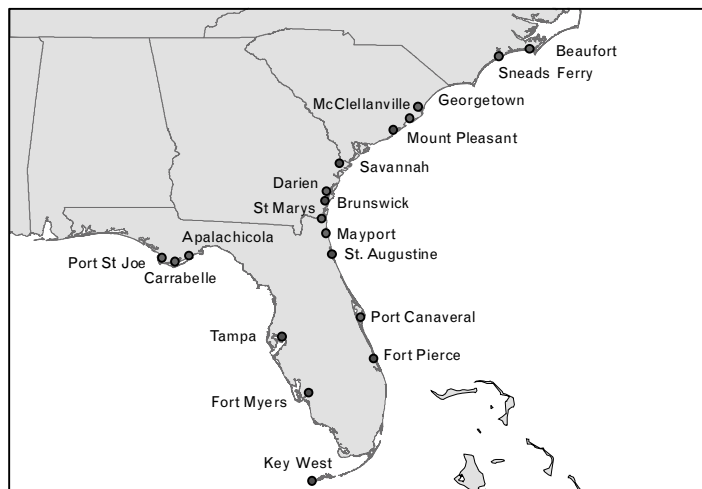 Beaufort
Sneads Ferry
McClellanville
Georgetown
Mount Pleasant
Savannah
Darien
Brunswick
St Marys
Mayport
Apalachicola
St. Augustine
Port St Joe
Carrabelle
Port Canaveral
Tampa
Fort Pierce
Fort Myers
Key West